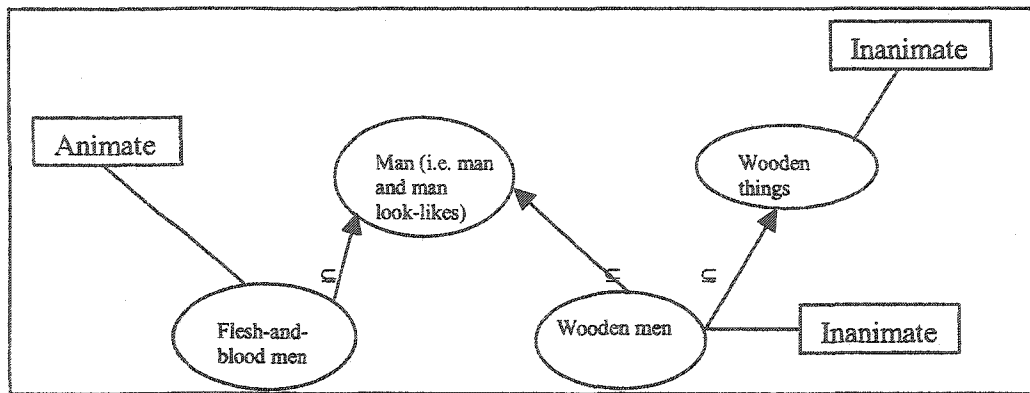 Inanimate
Animate
Man (i.e. man
and man
look-likes)
Wooden
things
⊆
⊆
⊆
Flesh-and-
blood men
Wooden men
Inanimate